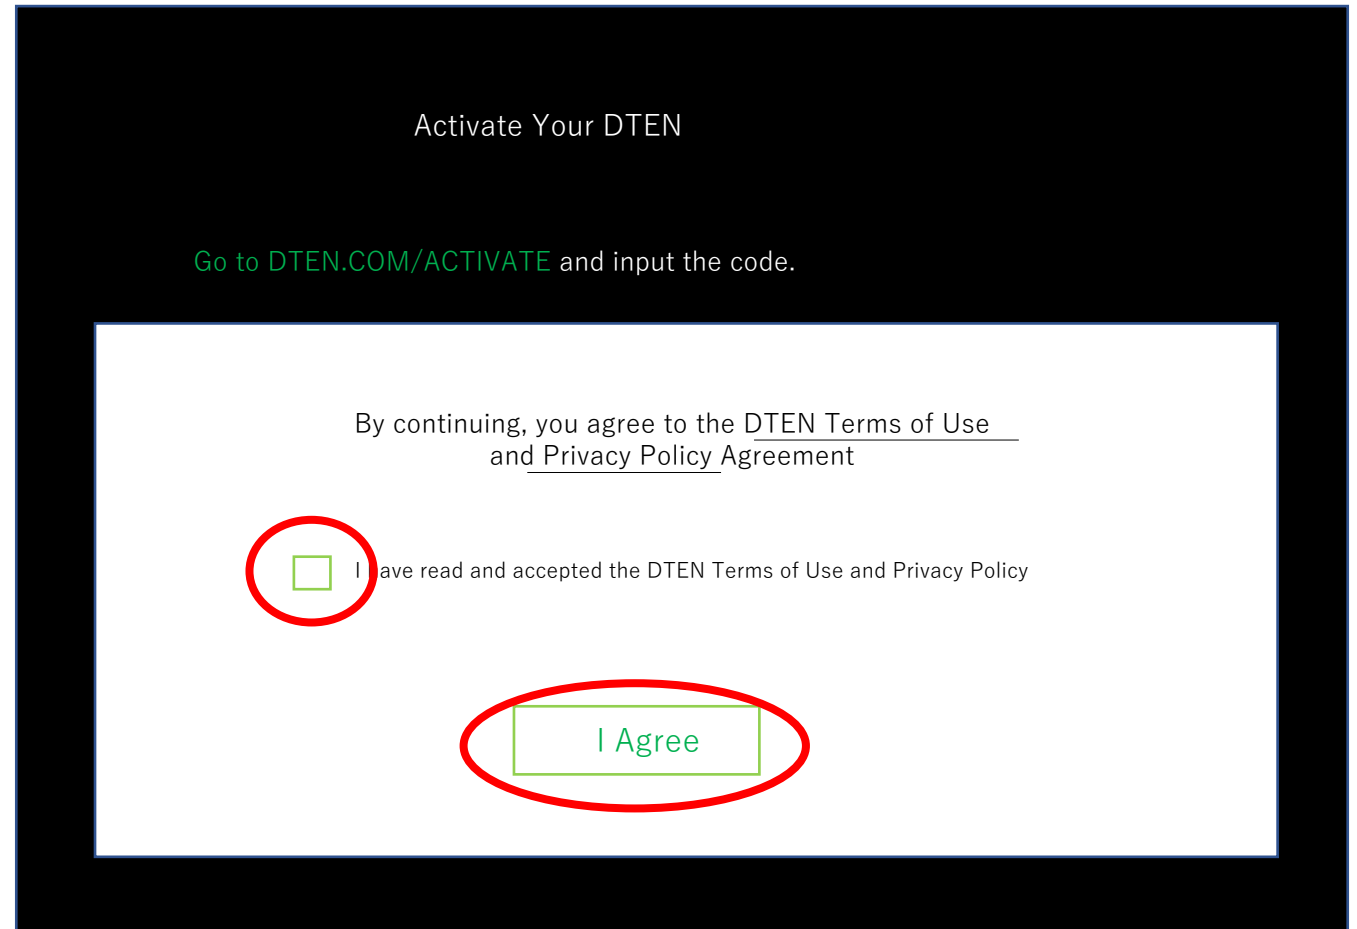 Activate Your DTEN
Go to DTEN.COM/ACTIVATE and input the code.
By continuing, you agree to the DTEN Terms of Use
and Privacy Policy Agreement
I have read and accepted the DTEN Terms of Use and Privacy Policy
I Agree